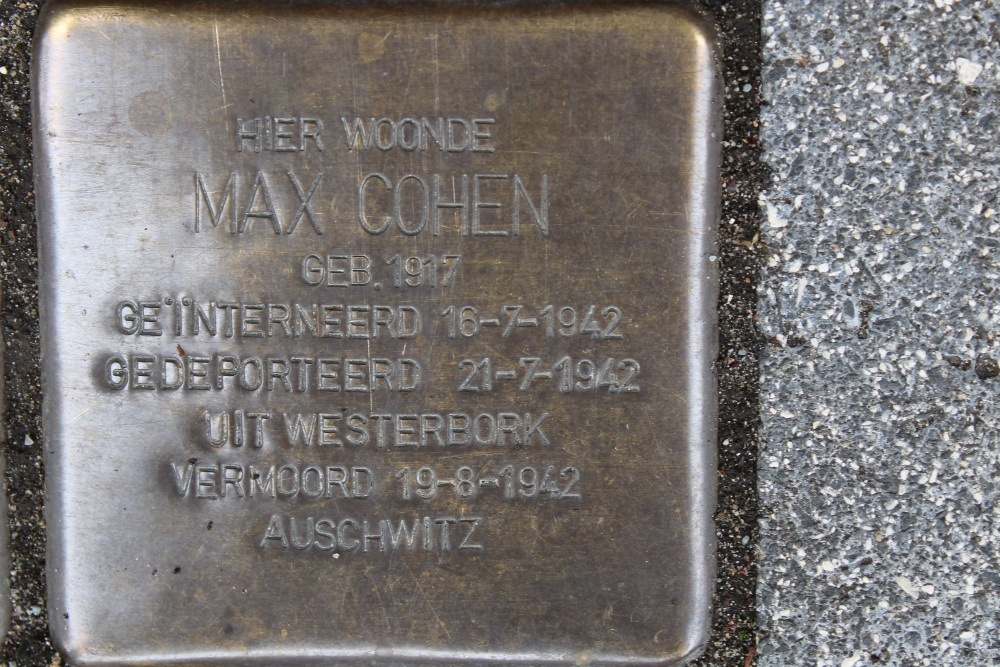 HIER WOONDE
MAX COHEN
GEB. 1917
GEÏNTERNEERD 16-7-1942
GEDEPORTEERD 21-7-1942
UIT WESTERBORK
VERMOORD 19-8-1942
AUSCHWITZ